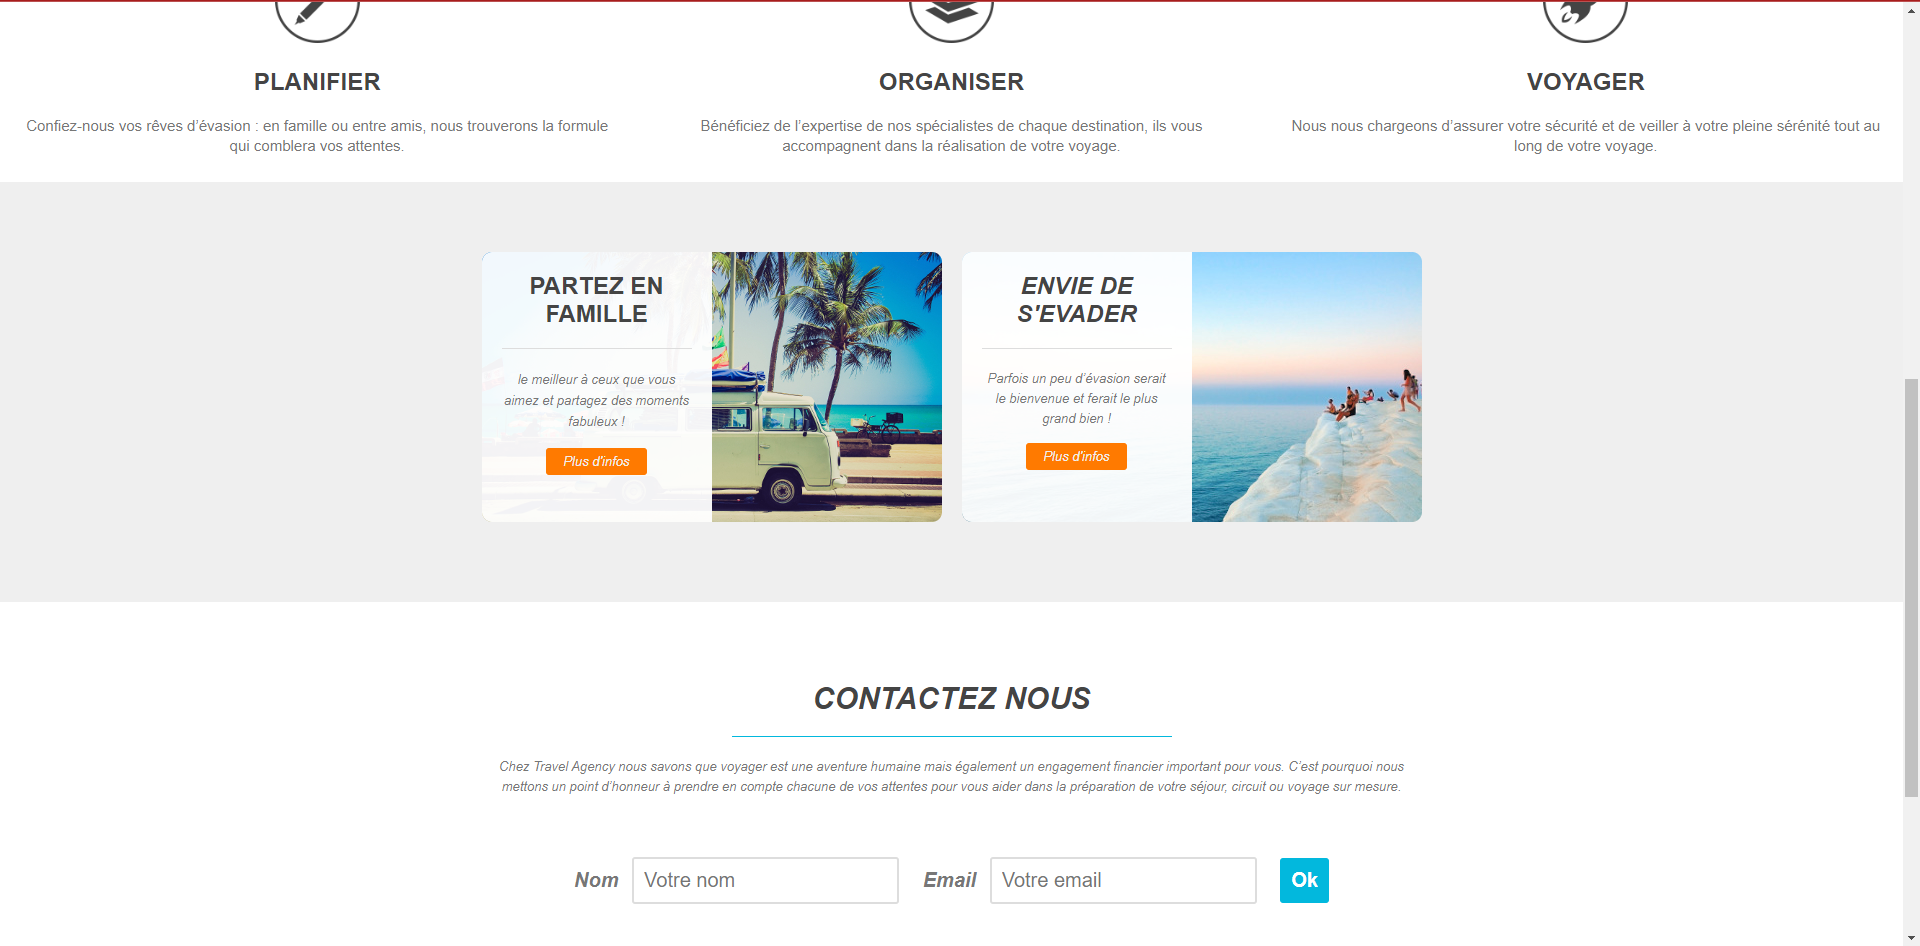 PLANIFIER
Confiez-nous vos rêves d’évasion : en famille ou entre amis, nous trouverons la formule
qui comblera vos attentes.
ORGANISER
Bénéficiez de l’expertise de nos spécialistes de chaque destination, ils vous
accompagnent dans la réalisation de votre voyage.
VOYAGER
Nous nous chargeons d’assurer votre sécurité et de veiller à votre pleine sérénité tout au
long de votre voyage.
PARTEZ EN
FAMILLE
le meilleur à ceux que vous
aimez et partagez des moments
fabuleux !
Plus d'infos
ENVIE DE
S'EVADER
Parfois un peu d’évasion serait
le bienvenue et ferait le plus
grand bien !
Plus d'infos
CONTACTEZ NOUS
Chez Travel Agency nous savons que voyager est une aventure humaine mais également un engagement financier important pour vous. C’est pourquoi nous
mettons un point d’honneur à prendre en compte chacune de vos attentes pour vous aider dans la préparation de votre séjour, circuit ou voyage sur mesure.
Nom Votre nom Email Votre email Ok